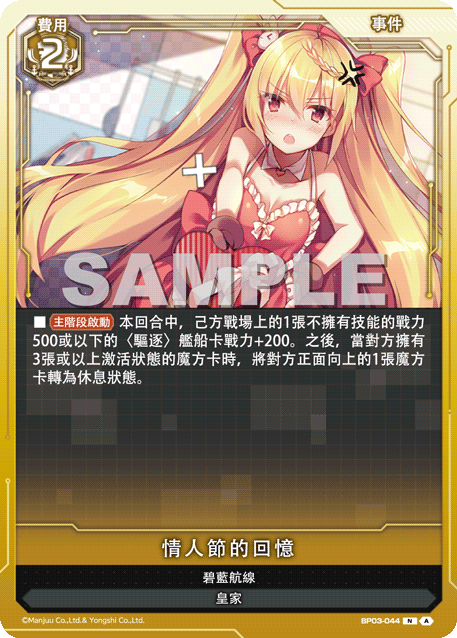 費用
2
事件
SAMPLE
■ 主階段啟動 本回合中，己方戰場上的1張不擁有技能的戰力
500或以下的〈驅逐〉艦船卡戰力+200。之後，當對方擁有
3張或以上激活狀態的魔方卡時，將對方正面向上的1張魔方
卡轉為休息狀態。
情人節的回憶
碧藍航線
皇家
©Manjuu Co.,Ltd.& Yongshi Co.,Ltd.
BP03-044 N A